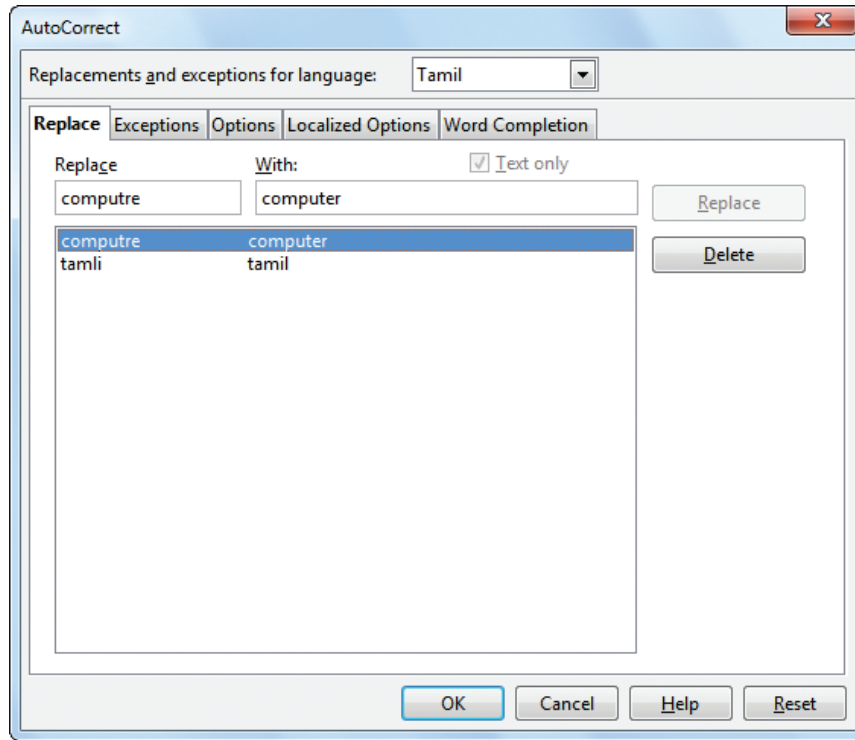 AutoCorrect
Replacements and exceptions for language: Tamil
Replace Exceptions Options Localized Options Word Completion
Replace With: Text only
computre computer Replace
computre computer
Delete
tamli tamil
OK Cancel Help Reset